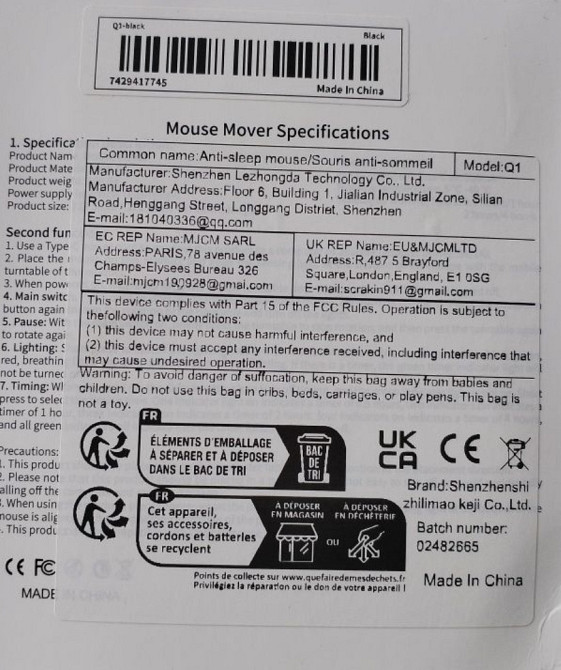 Q1-black
Black
7429417745
Made In China
Mouse Mover Specifications
1. Specifica
Product Nam
Product Mate
Product weig
Power supply
Product size:
Second fun
1. Use a Type
2. Place the
turntable of t
3. When powe
4. Main switc
button again
5. Pause: Wit
to rotate agai
6. Lighting:
red, breathin
not be turned
7. Timing: Wl
press to selec
timer of 1 ho
and all green
Precautions:
. This produ
. Please not
alling off the
. When usin
mouse is alig
. This produ
CE FC
MADE
Common name:Anti-sleep mouse/Souris anti-sommeil
Model:Q1
Manufacturer:Shenzhen Lezhongda Technology Co., Ltd.
Manufacturer Address:Floor 6, Building 1, Jialian Industrial Zone, Silian
Road,Henggang Street, Longgang Distriet, Shenzhen
E-mail:181040336@qq.com
EC REP Name:MJCM SARL
Address:PARIS,78 avenue des
Champs-Elysees Bureau 326
E-mail:mjcm190928@gmail.com
UK REP Name:EU&MJCMLTD
Address:R,487 5 Brayford
Square,London,England, E1 0SG
E-mail:scrakin911@gmail.com
This device complies with Part 15 of the FCC Rules. Operation is subject to
thefollowing two conditions:
(1) this device may not cause harmful interference, and
(2) this device must accept any interference received, including interference that
may cause undesired operation.
Warning: To avoid danger of suffocation, keep this bag away from babies and
children. Do not use this bag in cribs, beds, carriages, or play pens. This bag is
not a toy.
FR
ÉLÉMENTS D'EMBALLAGE
À SÉPARER ET À DÉPOSER
DANS LE BAC DE TRI
BAC
DE
TRI
FR
Cet appareil,
ses accessoires,
cordons et batteries
se recyclent
À DÉPOSER
EN MAGASIN
OU
À DÉPOSER
EN DÉCHÈTERIE
Points de collecte sur www.quefairedemesdechets.fr
Privilégiez la réparation ou le don de votre appareil !
UK
CA
CE
Brand:Shenzhenshi
zhilimao keji Co.,Ltd.
Batch number:
02482665
Made In China